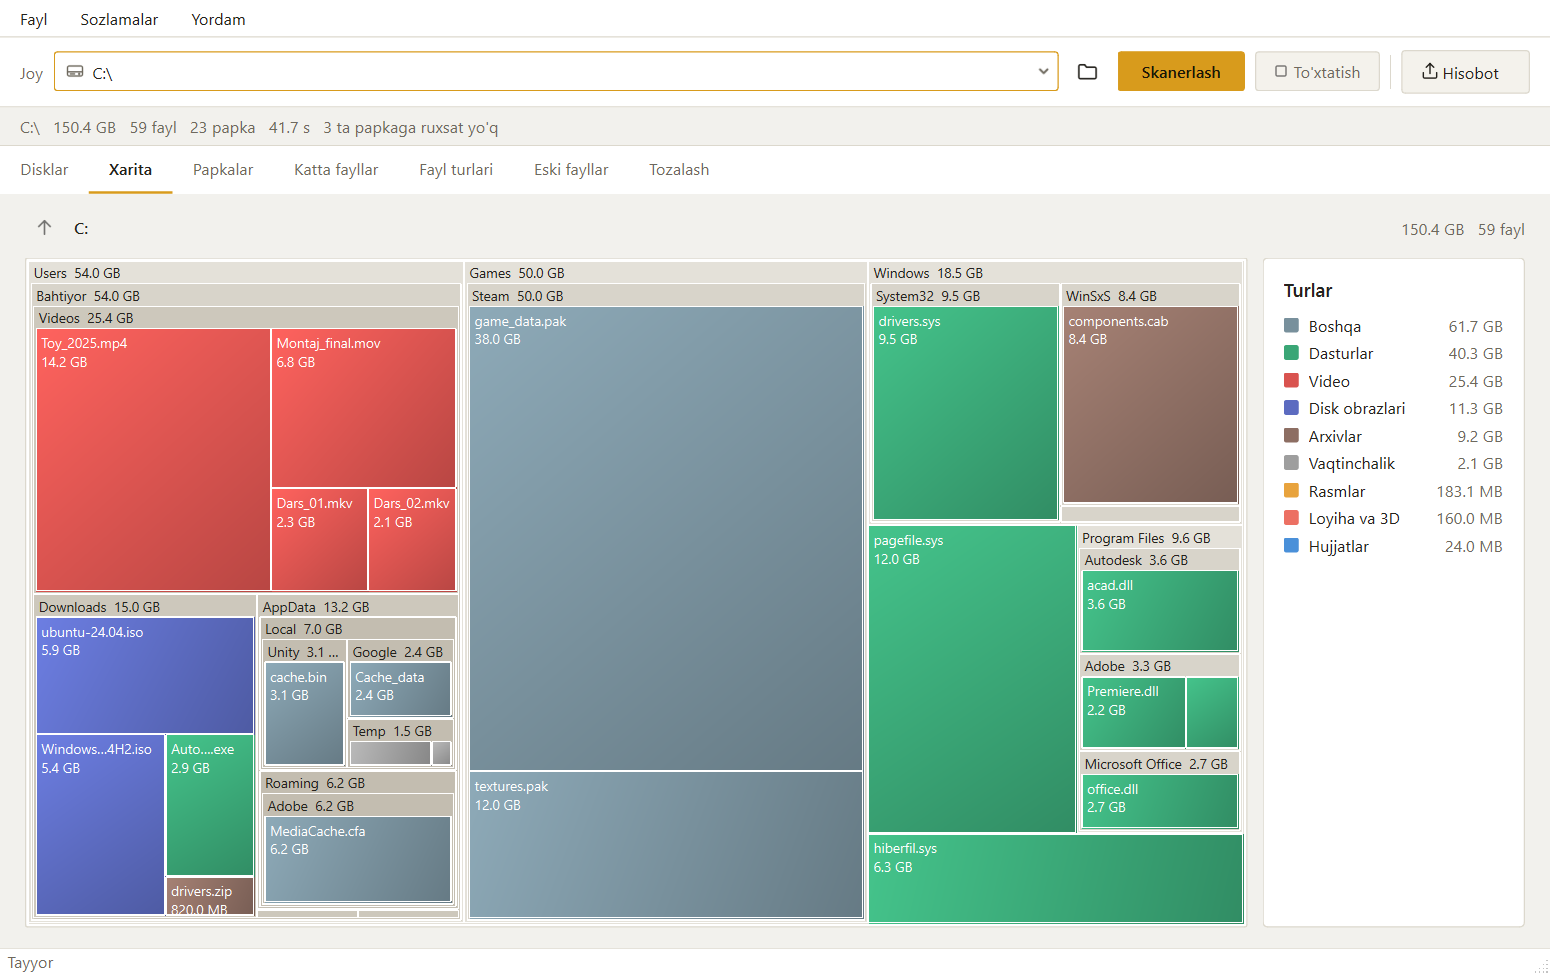 Fayl Sozlamalar Yordam
Joy C:\ Skanerlash To'xtatish Hisobot
C:\ 150.4 GB 59 fayl 23 papka 41.7 s 3 ta papkaga ruxsat yo'q
Disklar Xarita Papkalar Katta fayllar Fayl turlari Eski fayllar Tozalash
C: 150.4 GB 59 fayl
Users 54.0 GB
Bahtiyor 54.0 GB
Videos 25.4 GB
Toy_2025.mp4
14.2 GB
Montaj_final.mov
6.8 GB
Dars_01.mkv
2.3 GB
Dars_02.mkv
2.1 GB
Downloads 15.0 GB
ubuntu-24.04.iso
5.9 GB
Windows...4H2.iso
5.4 GB
Auto....exe
2.9 GB
drivers.zip
820.0 MB
AppData 13.2 GB
Local 7.0 GB
Unity 3.1 ...
cache.bin
3.1 GB
Google 2.4 GB
Cache_data
2.4 GB
Temp 1.5 GB
Roaming 6.2 GB
Adobe 6.2 GB
MediaCache.cfa
6.2 GB
Games 50.0 GB
Steam 50.0 GB
game_data.pak
38.0 GB
textures.pak
12.0 GB
Windows 18.5 GB
System32 9.5 GB
drivers.sys
9.5 GB
WinSxS 8.4 GB
components.cab
8.4 GB
pagefile.sys
12.0 GB
Program Files 9.6 GB
Autodesk 3.6 GB
acad.dll
3.6 GB
Adobe 3.3 GB
Premiere.dll
2.2 GB
Microsoft Office 2.7 GB
office.dll
2.7 GB
hiberfil.sys
6.3 GB
Turlar
Boshqa 61.7 GB
Dasturlar 40.3 GB
Video 25.4 GB
Disk obrazlari 11.3 GB
Arxivlar 9.2 GB
Vaqtinchalik 2.1 GB
Rasmlar 183.1 MB
Loyiha va 3D 160.0 MB
Hujjatlar 24.0 MB
Tayyor